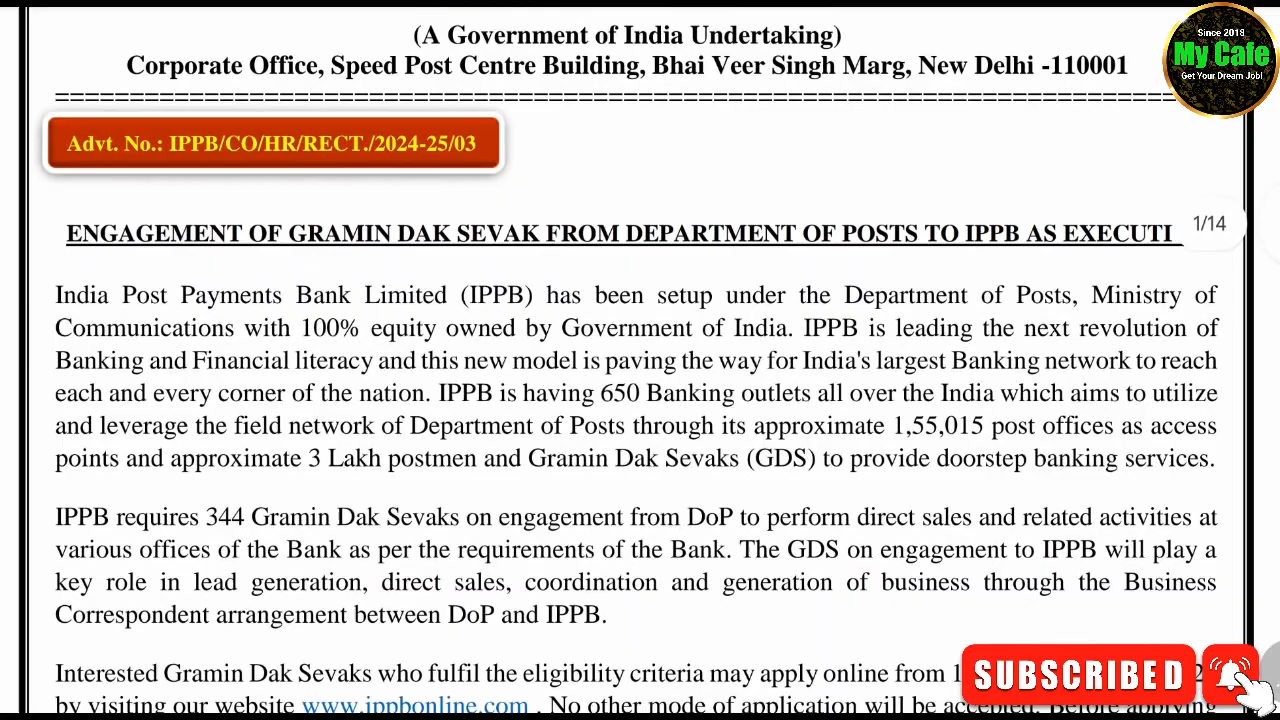 (A Government of India Undertaking)
Corporate Office, Speed Post Centre Building, Bhai Veer Singh Marg, New Delhi -110001
Since 2018
My Cafe
Get Your Dream Job!
Advt. No.: IPPB/CO/HR/RECT./2024-25/03
ENGAGEMENT OF GRAMIN DAK SEVAK FROM DEPARTMENT OF POSTS TO IPPB AS
1/14
India Post Payments Bank Limited (IPPB) has been setup under the Department of Posts, Ministry of
Communications with 100% equity owned by Government of India. IPPB is leading the next revolution of
Banking and Financial literacy and this new model is paving the way for India's largest Banking network to reach
each and every corner of the nation. IPPB is having 650 Banking outlets all over the India which aims to utilize
and leverage the field network of Department of Posts through its approximate 1,55,015 post offices as access
points and approximate 3 Lakh postmen and Gramin Dak Sevaks (GDS) to provide doorstep banking services.
IPPB requires 344 Gramin Dak Sevaks on engagement from DoP to perform direct sales and related activities at
various offices of the Bank as per the requirements of the Bank. The GDS on engagement to IPPB will play a
key role in lead generation, direct sales, coordination and generation of business through the Business
Correspondent arrangement between DoP and IPPB.
Interested Gramin Dak Sevaks who fulfil the eligibility criteria may apply online from
by visiting our website www.ippbonline.com . No other mode of application will be accepted. Before applying
SUBSCRIBED